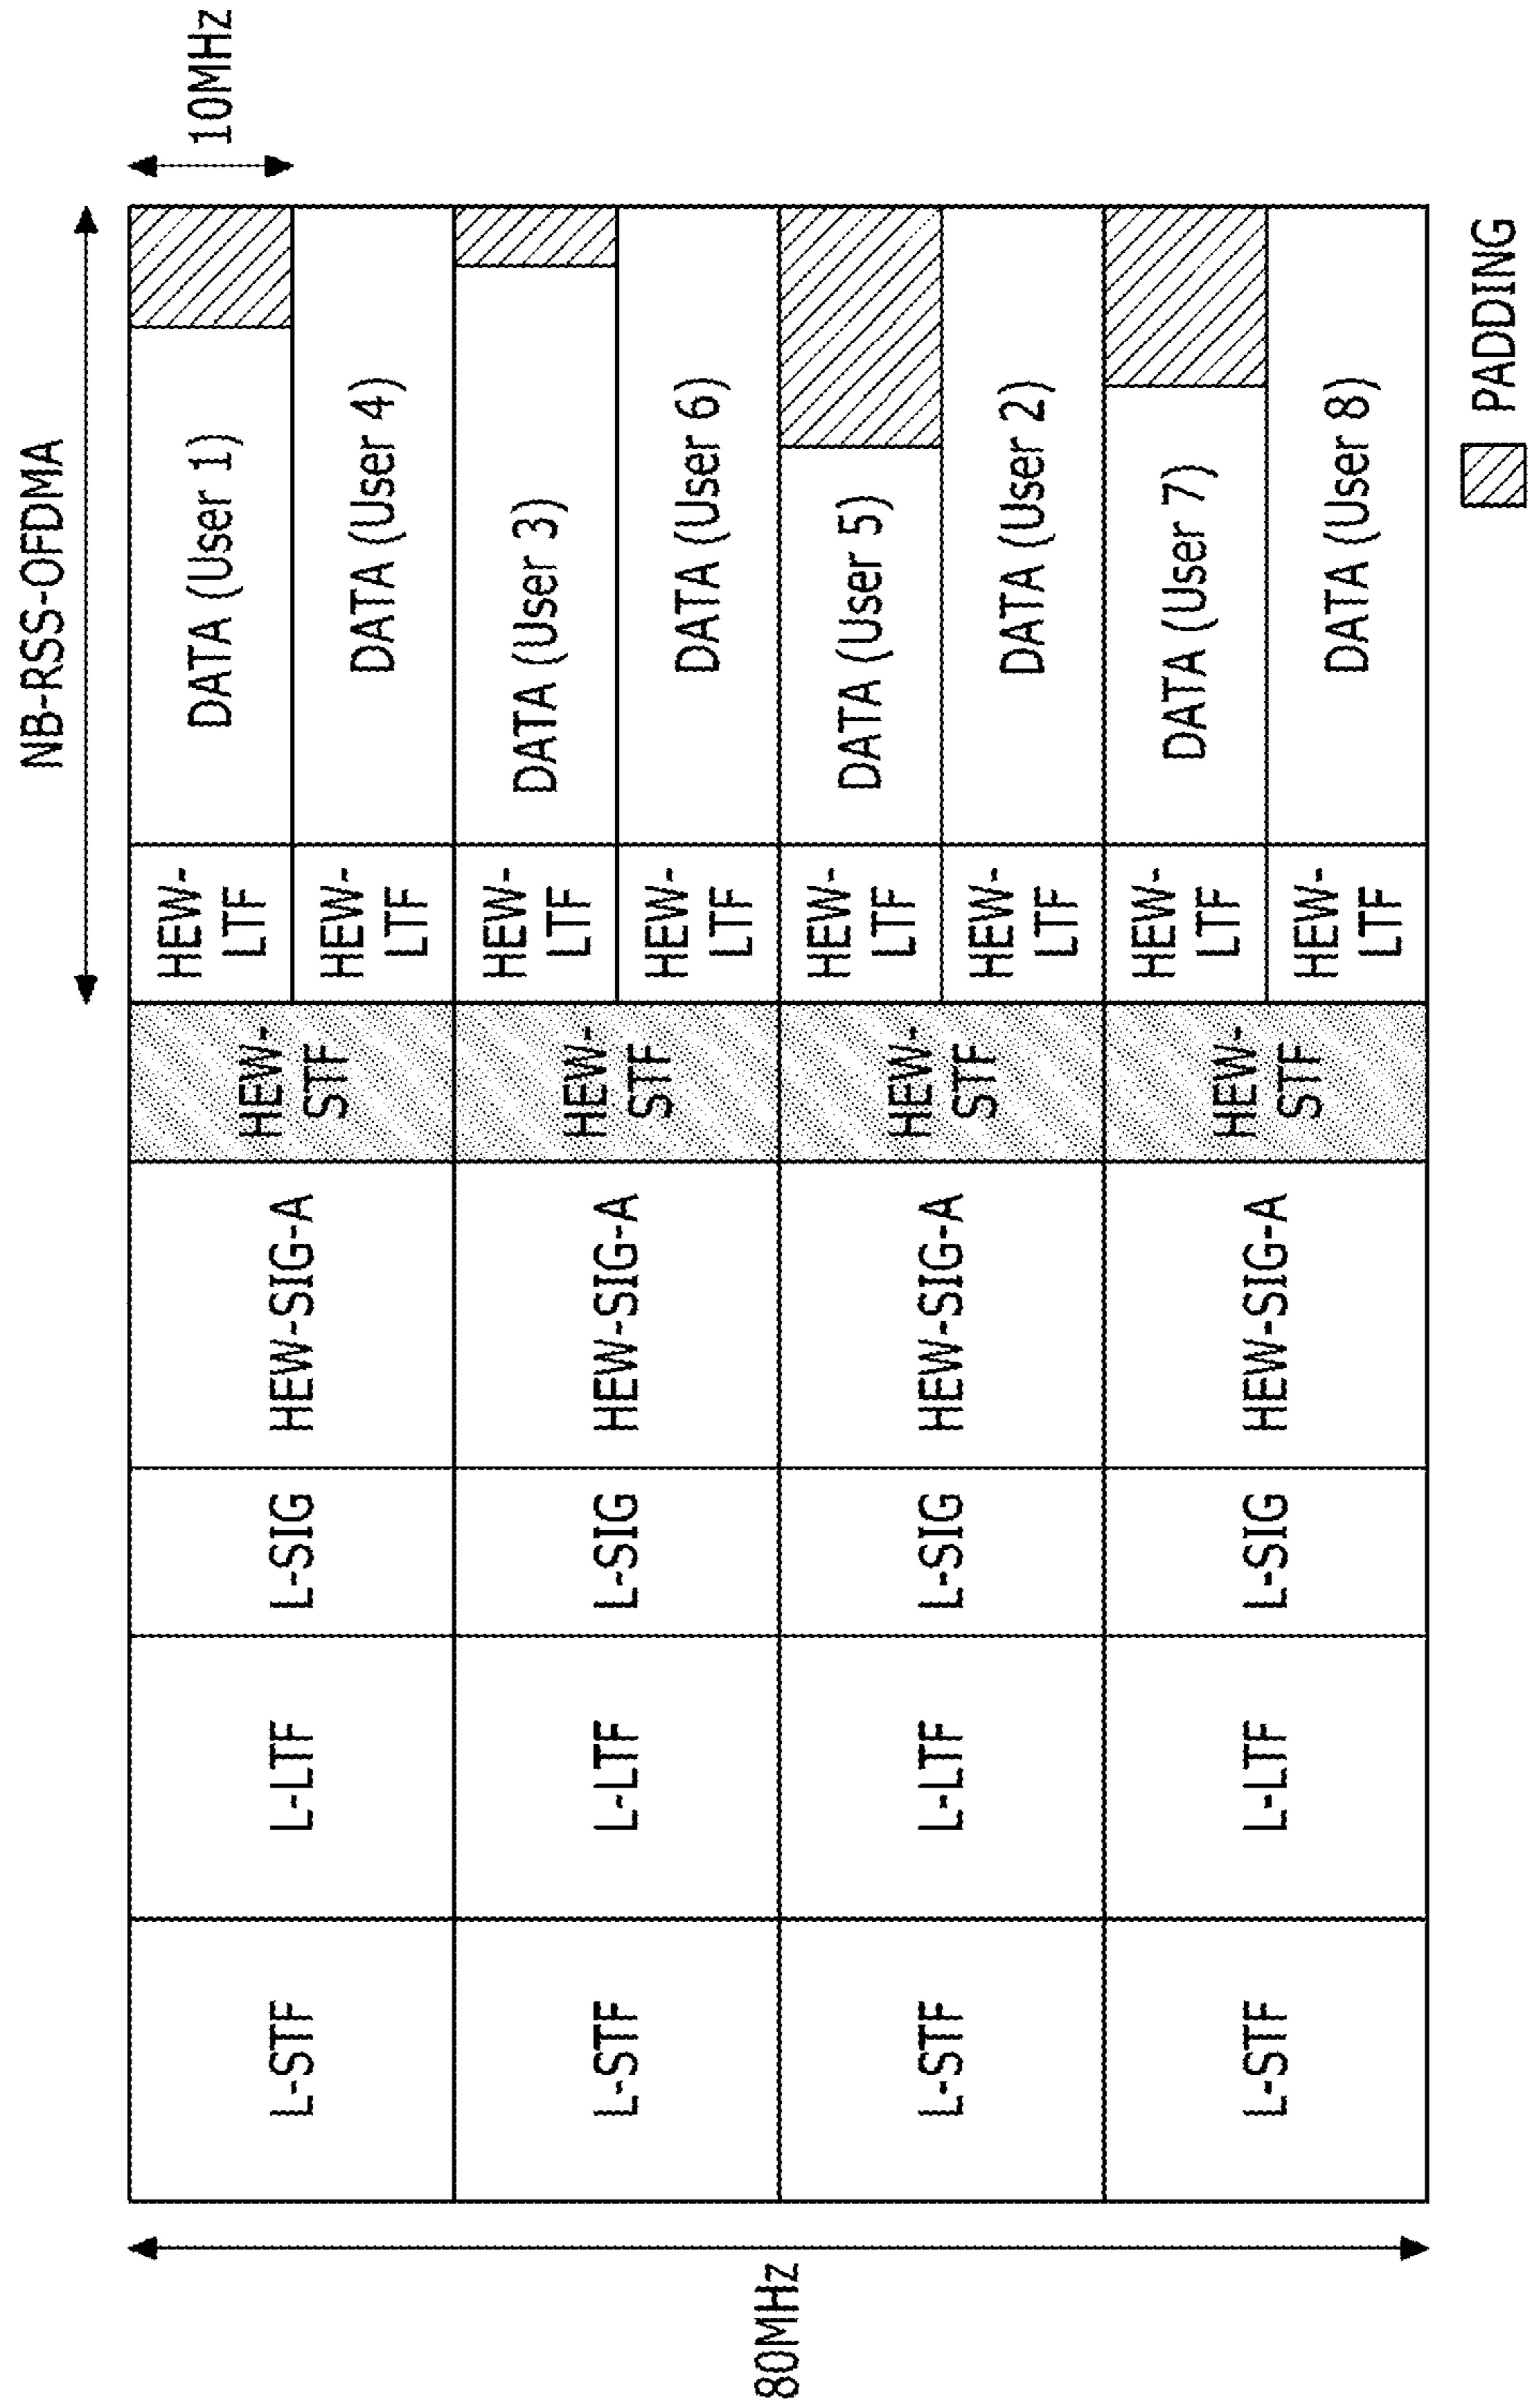 NB-RSS-OFDMA
10MHz
80MHz
L-STF
L-LTF
L-SIG
HEW-SIG-A
HEW-
STF
HEW-
LTF
DATA (User 1)
HEW-
LTF
DATA (User 4)
L-STF
L-LTF
L-SIG
HEW-SIG-A
HEW-
STF
HEW-
LTF
DATA (User 3)
HEW-
LTF
DATA (User 6)
L-STF
L-LTF
L-SIG
HEW-SIG-A
HEW-
STF
HEW-
LTF
DATA (User 5)
HEW-
LTF
DATA (User 2)
L-STF
L-LTF
L-SIG
HEW-SIG-A
HEW-
STF
HEW-
LTF
DATA (User 7)
HEW-
LTF
DATA (User 8)
PADDING